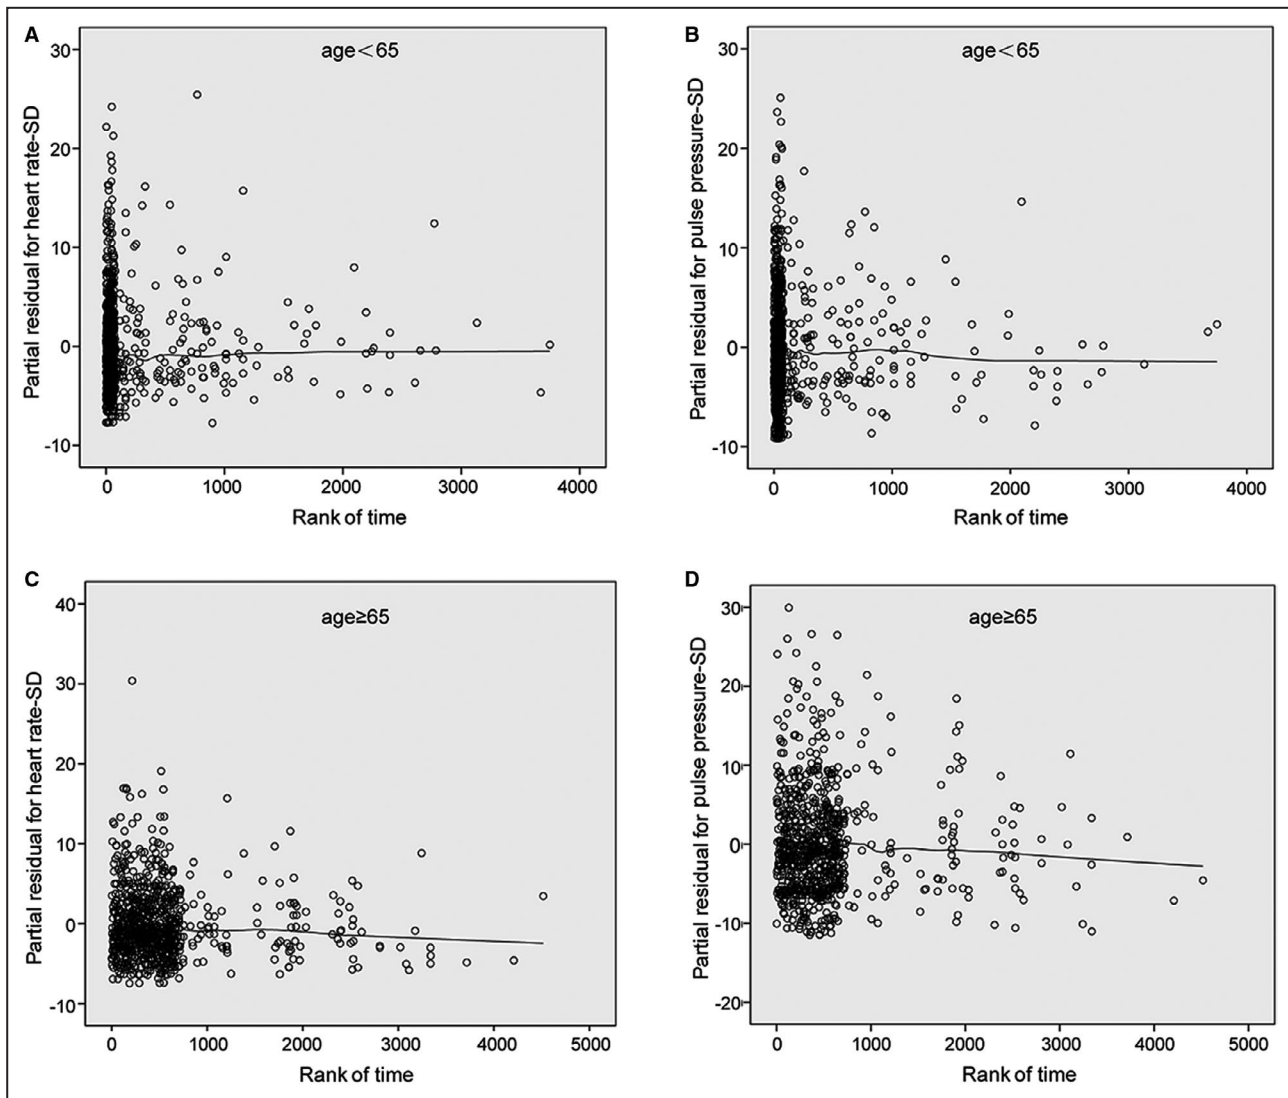 A
age<65
Partial residual for heart rate-SD
30
20
10
0
-10
0 1000 2000 3000 4000
Rank of time
B
age<65
Partial residual for pulse pressure-SD
30
20
10
0
-10
0 1000 2000 3000 4000
Rank of time
C
age≥65
Partial residual for heart rate-SD
40
30
20
10
0
-10
0 1000 2000 3000 4000 5000
Rank of time
D
age≥65
Partial residual for pulse pressure-SD
30
20
10
0
-10
-20
0 1000 2000 3000 4000 5000
Rank of time